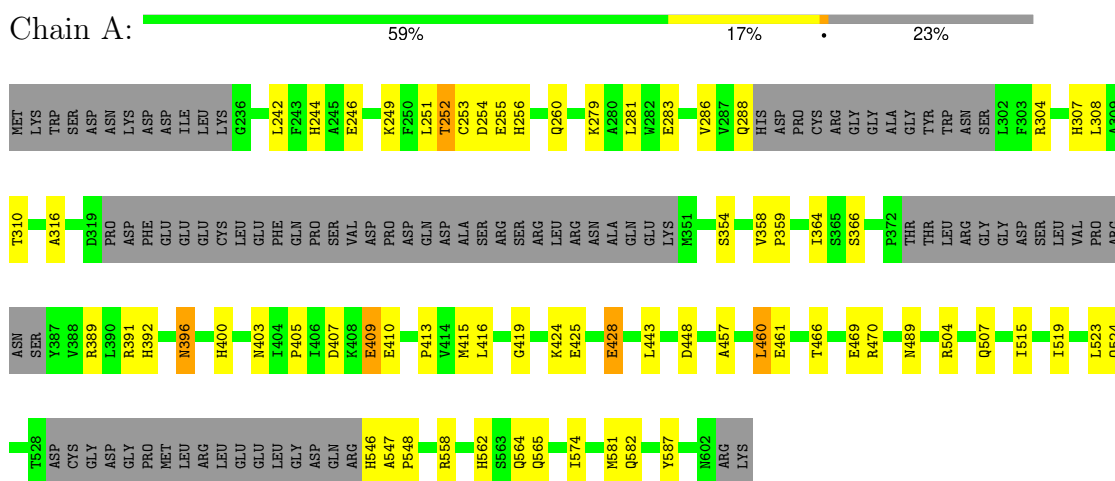 Chain A:
59% 17% • 23%
MET LYS TRP SER ASP ASN LYS ASP ASP ILE LEU LYS G236 L242 F243 H244 A245 E246 K249 F250 L251 T252 C253 D254 E255 H256 Q260 K279 A280 L281 W282 E283 V286 V287 Q288 HIS ASP PRO CYS ARG GLY GLY ALA GLY TYR TRP ASN SER L302 F303 R304 H307 L308 A309
T310 A316 D319 PRO ASP PHE GLU GLU GLU CYS LEU GLU PHE GLN PRO SER VAL ASP PRO ASP GLN ASP ALA SER ARG SER ARG LEU ARG ASN ALA GLN GLU LYS M351 S354 V358 P359 I364 S365 S366 P372 THR THR LEU ARG GLY GLY ASP SER LEU VAL PRO ARG
ASN SER Y387 V388 R389 L390 R391 H392 N396 H400 N403 I404 P405 I406 D407 K408 E409 E410 P413 V414 M415 L416 G419 K424 E425 E428 L443 D448 A457 L460 E461 T466 E469 R470 N489 R504 Q507 I515 I519 L523
T528 ASP CYS GLY ASP GLY PRO MET LEU ARG LEU GLU GLU LEU GLY ASP GLN ARG H546 A547 P548 R558 H562 S563 Q564 Q565 I574 M581 Q582 Y587 N602 ARG LYS